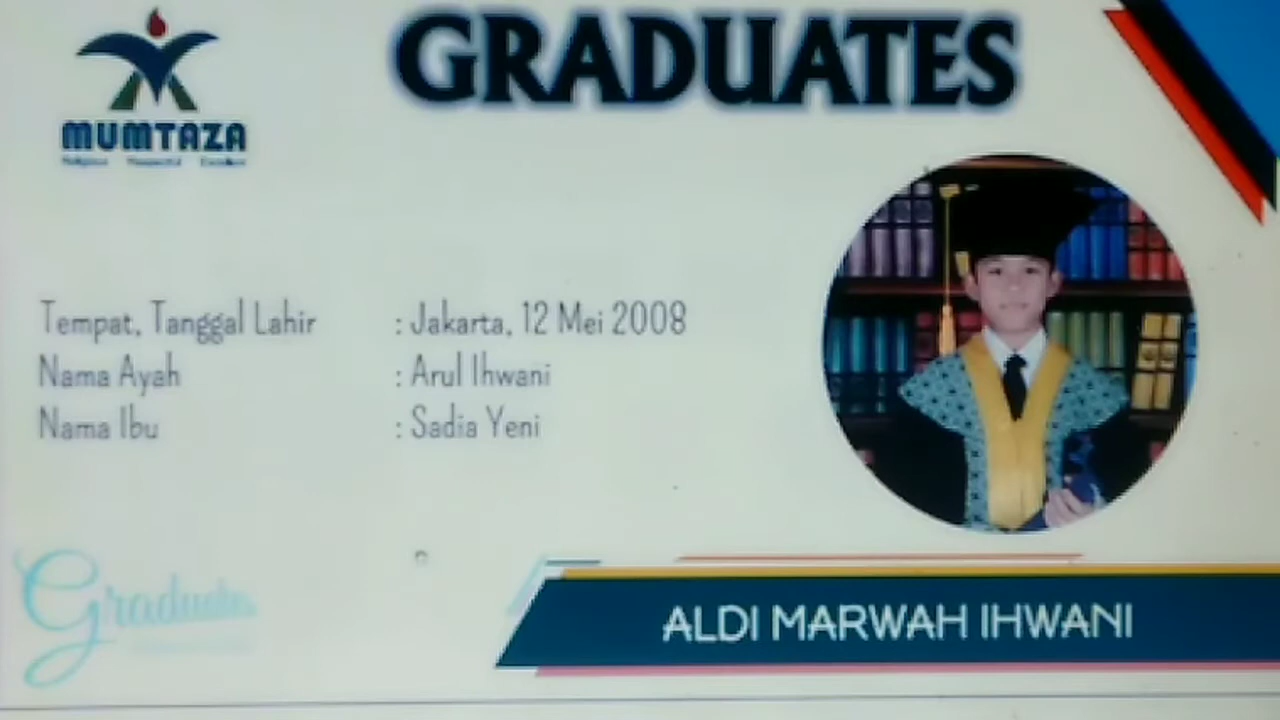 GRADUATES
MUMTAZA
Tempat, Tanggal Lahir : Jakarta, 12 Mei 2008
Nama Ayah : Arul Ihwani
Nama Ibu : Sadia Yeni
Graduates
ALDI MARWAH IHWANI